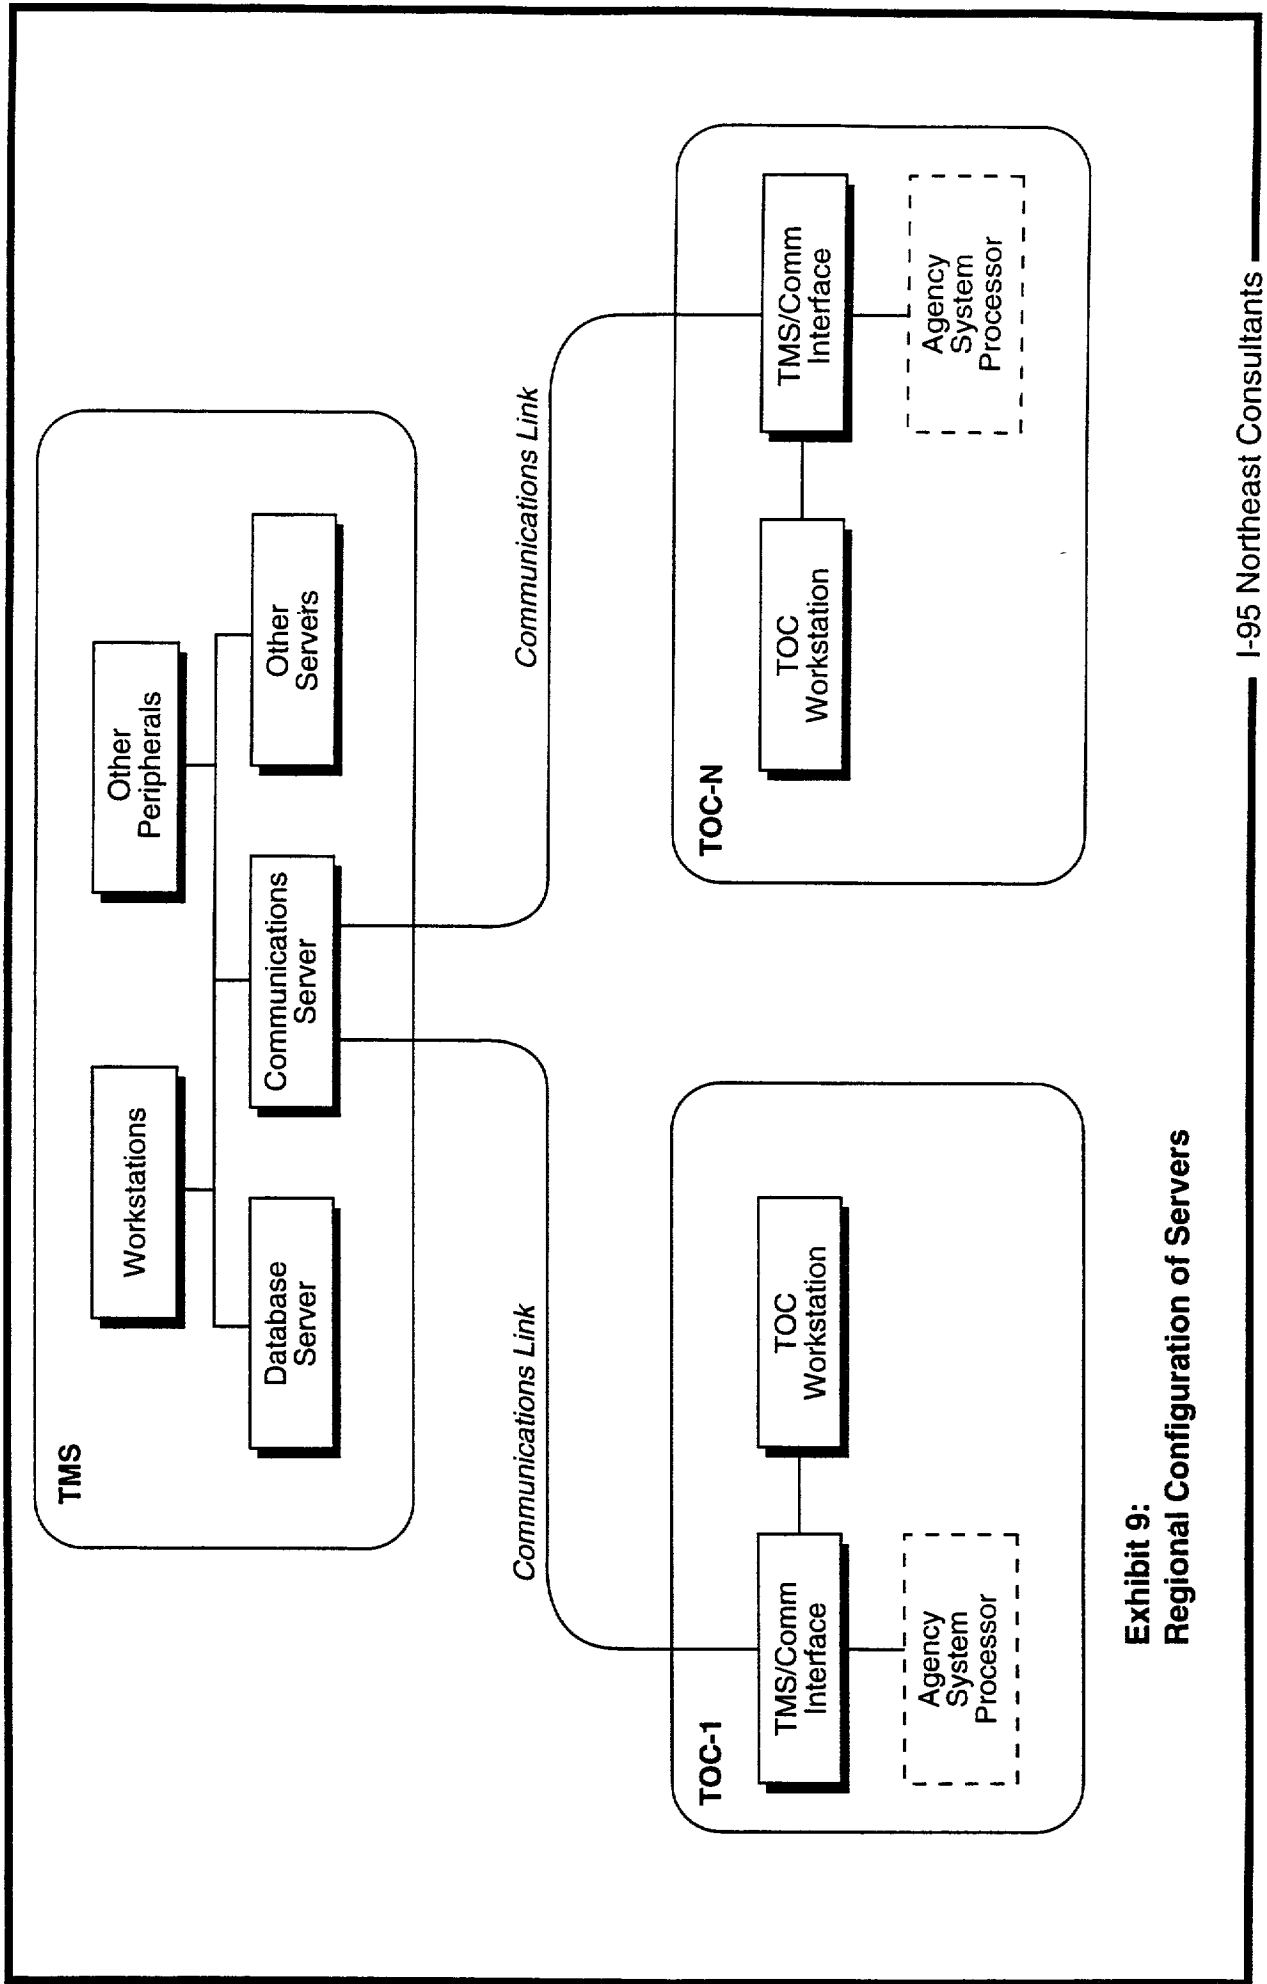 TMS
Workstations
Other
Peripherals
Database
Server
Communications
Server
Other
Servers
Communications Link
Communications Link
TOC-1
TMS/Comm
Interface
TOC
Workstation
Agency
System
Processor
TOC-N
TOC
Workstation
TMS/Comm
Interface
Agency
System
Processor
Exhibit 9:
Regional Configuration of Servers
I-95 Northeast Consultants